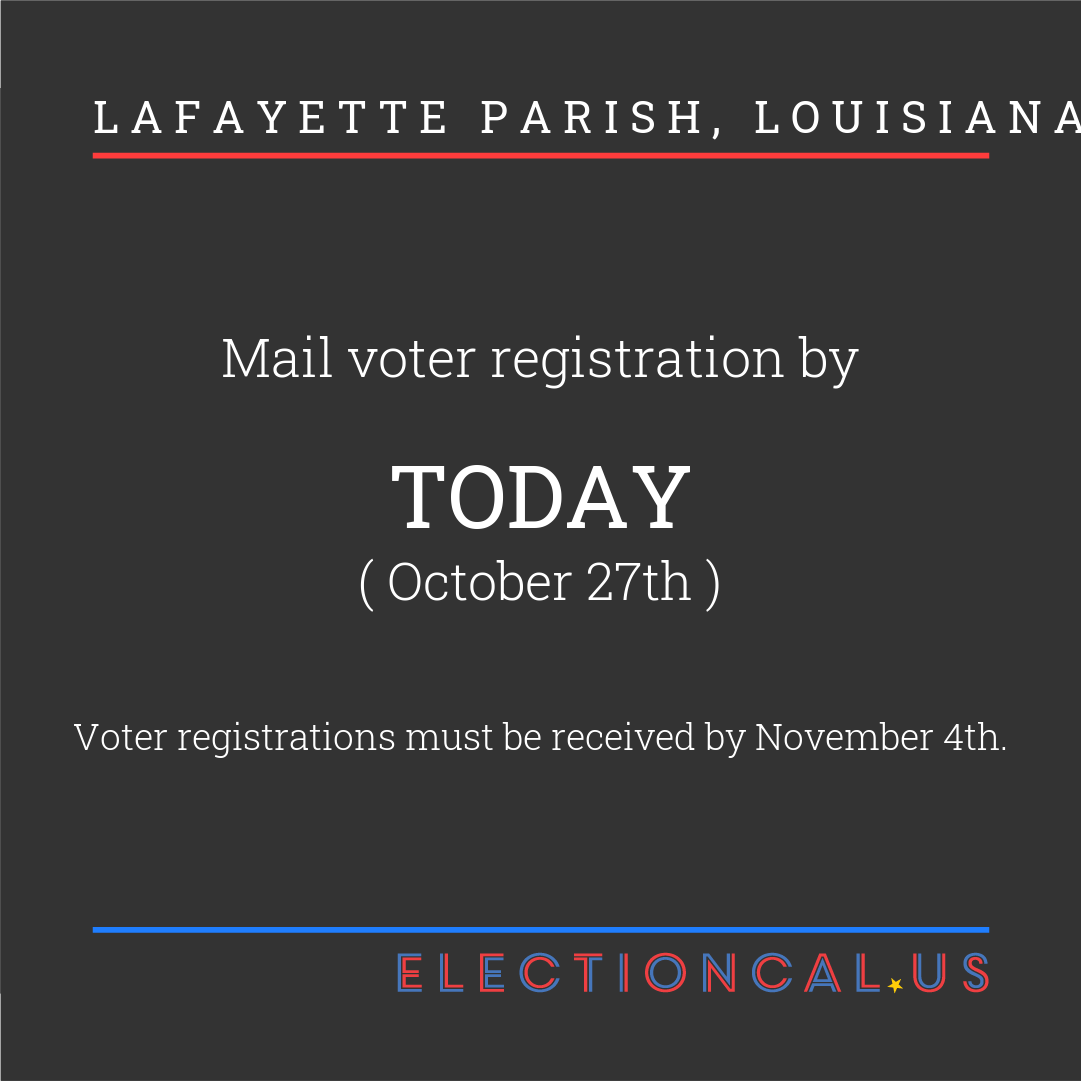 LAFAYETTE PARISH, LOUISIANA
Mail voter registration by
TODAY
( October 27th )
Voter registrations must be received by November 4th.
ELECTIONCAL.US